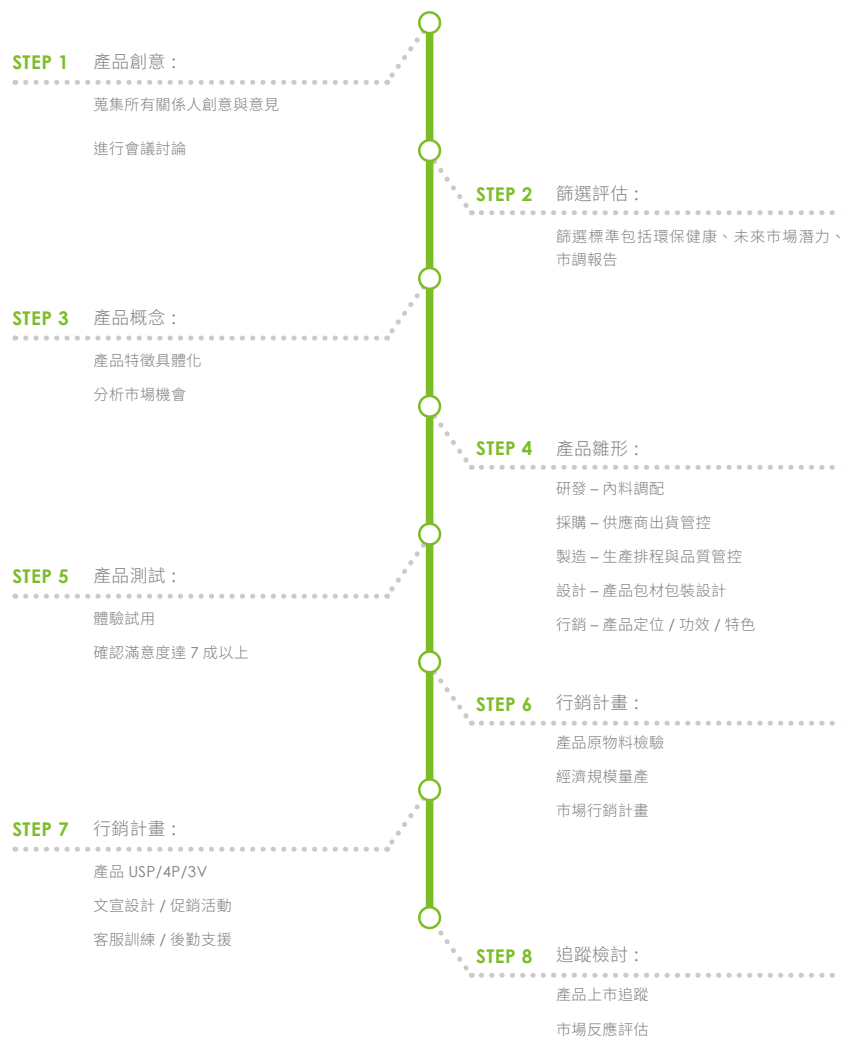 STEP 1 產品創意：
蒐集所有關係人創意與意見
進行會議討論
STEP 2 篩選評估：
篩選標準包括環保健康、未來市場潛力、
市調報告
STEP 3 產品概念：
產品特徵具體化
分析市場機會
STEP 4 產品雛形：
研發 – 內料調配
採購 – 供應商出貨管控
製造 – 生產排程與品質管控
設計 – 產品包材包裝設計
行銷 – 產品定位 / 功效 / 特色
STEP 5 產品測試：
體驗試用
確認滿意度達 7 成以上
STEP 6 行銷計畫：
產品原物料檢驗
經濟規模量產
市場行銷計畫
STEP 7 行銷計畫：
產品 USP/4P/3V
文宣設計 / 促銷活動
客服訓練 / 後勤支援
STEP 8 追蹤檢討：
產品上市追蹤
市場反應評估